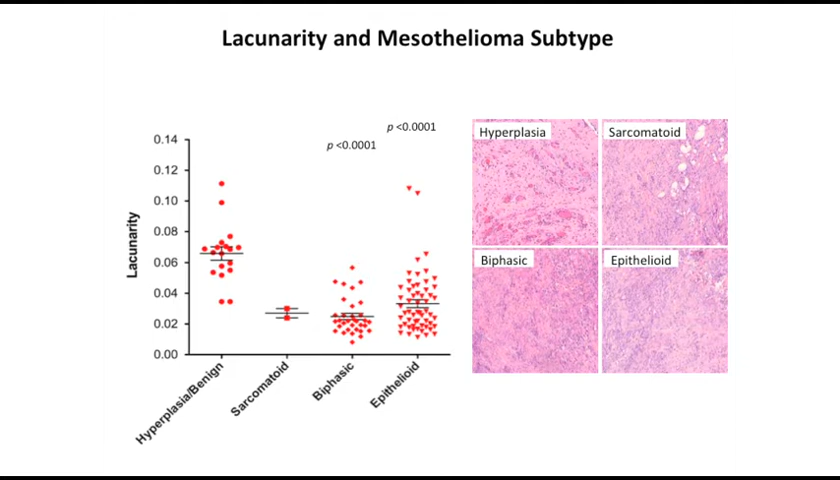 Lacunarity and Mesothelioma Subtype
p <0.0001
p <0.0001
0.14
0.12
0.10
0.08
0.06
0.04
0.02
0.00
Lacunarity
Hyperplasia/Benign
Sarcomatoid
Biphasic
Epithelioid
Hyperplasia
Sarcomatoid
Biphasic
Epithelioid